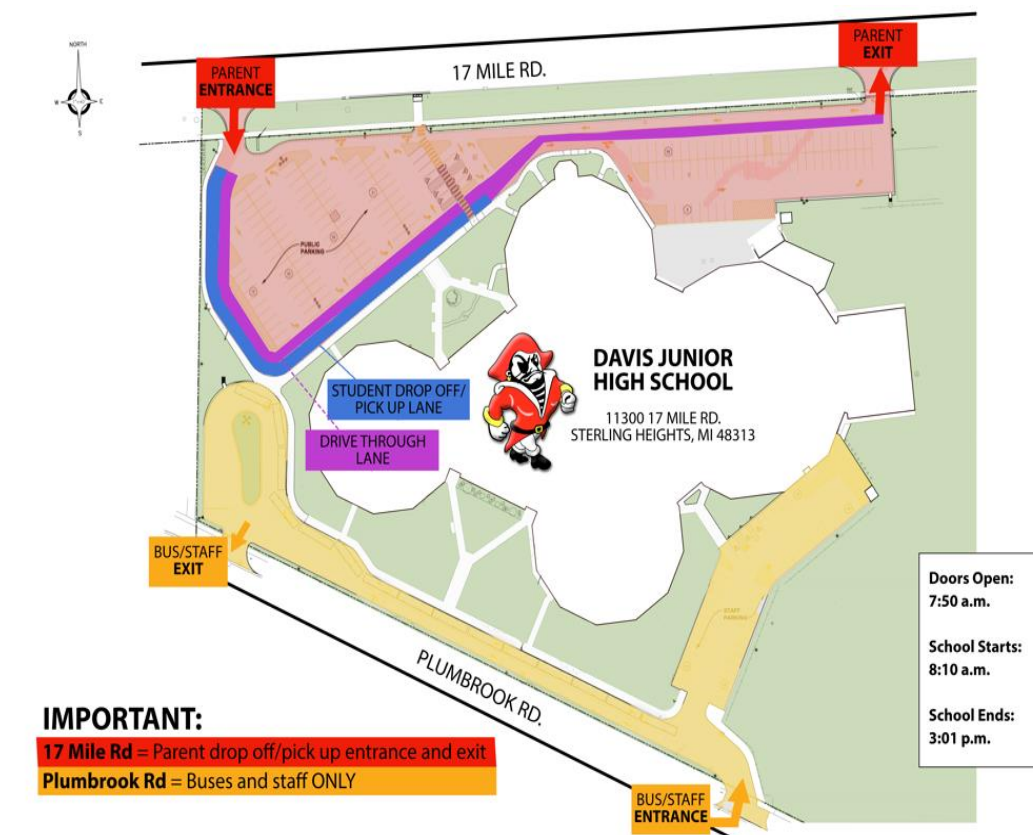 NORTH
W
E
S
17 MILE RD.
PARENT
ENTRANCE
PARENT
EXIT
PUBLIC
PARKING
DAVIS JUNIOR
HIGH SCHOOL
11300 17 MILE RD.
STERLING HEIGHTS, MI 48313
STUDENT DROP OFF/
PICK UP LANE
DRIVE THROUGH
LANE
BUS/STAFF
EXIT
STAFF
PARKING
PLUMBROOK RD.
BUS/STAFF
ENTRANCE
Doors Open:
7:50 a.m.
School Starts:
8:10 a.m.
School Ends:
3:01 p.m.
IMPORTANT:
17 Mile Rd = Parent drop off/pick up entrance and exit
Plumbrook Rd = Buses and staff ONLY